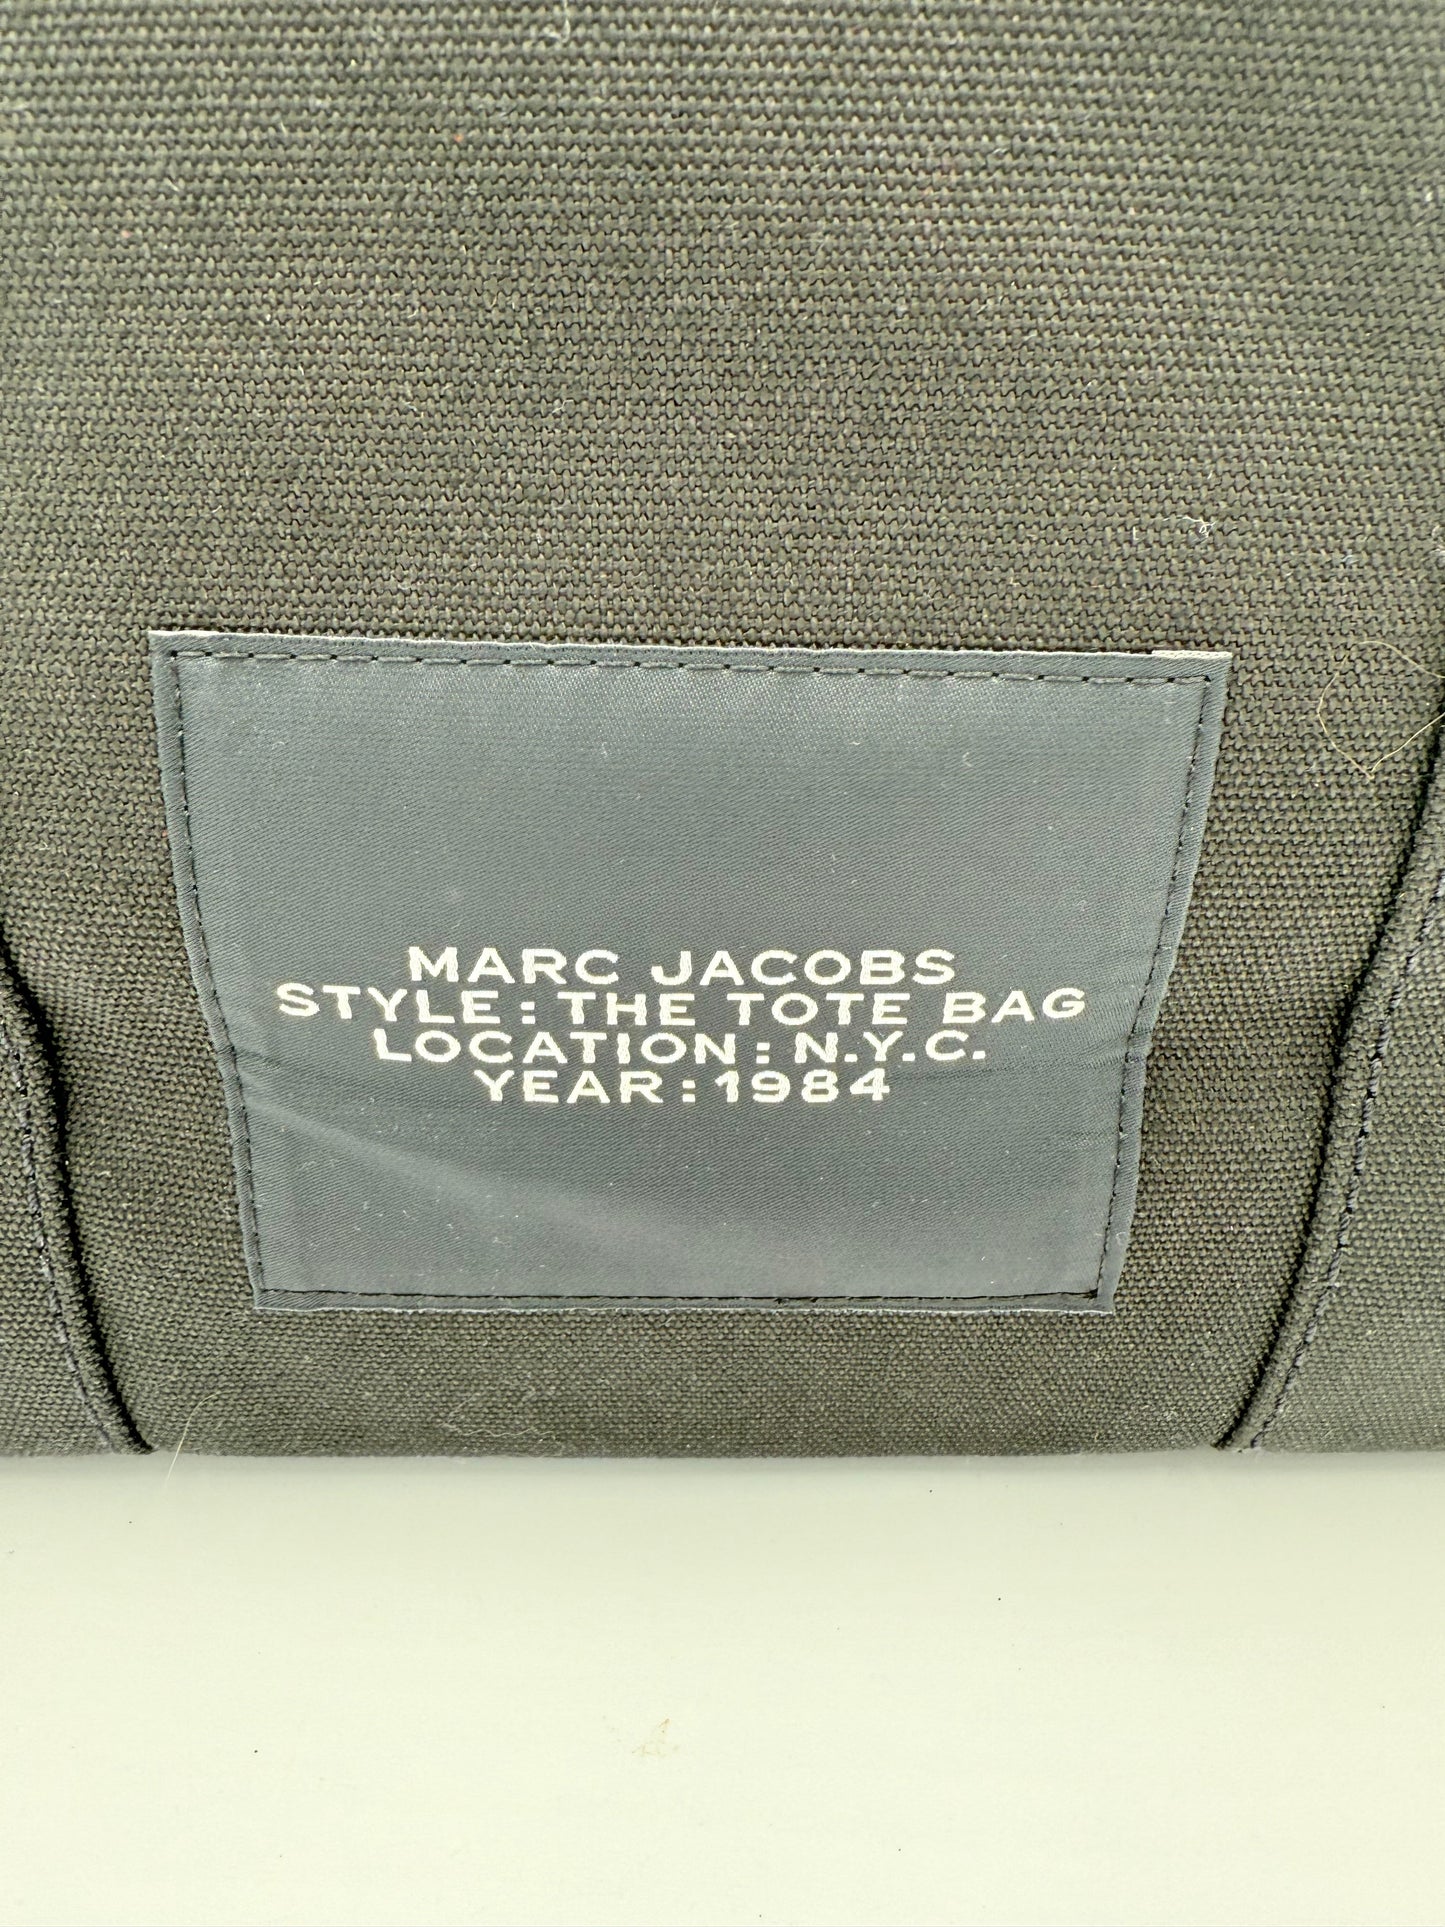 MARC JACOBS
STYLE: THE TOTE BAG
LOCATION: N.Y.C.
YEAR: 1984